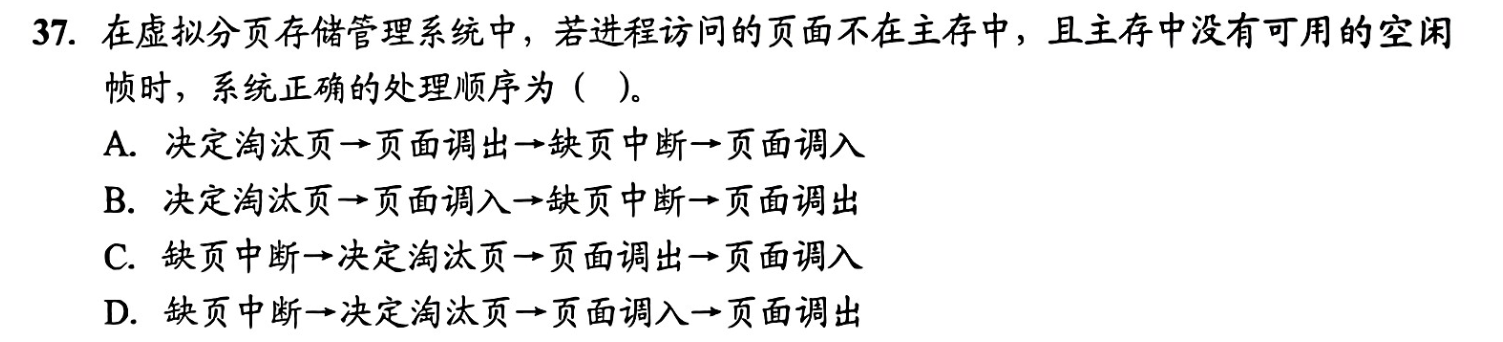 37. 在虚拟分页存储管理系统中，若进程访问的页面不在主存中，且主存中没有可用的空闲
帧时，系统正确的处理顺序为（ ）。
A. 决定淘汰页→页面调出→缺页中断→页面调入
B. 决定淘汰页→页面调入→缺页中断→页面调出
C. 缺页中断→决定淘汰页→页面调出→页面调入
D. 缺页中断→决定淘汰页→页面调入→页面调出